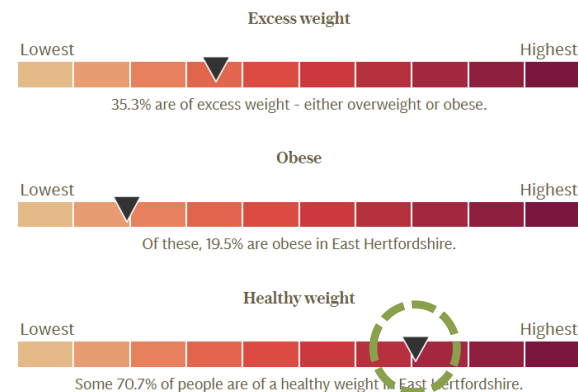 Excess weight
Lowest Highest
35.3% are of excess weight - either overweight or obese.
Obese
Lowest Highest
Of these, 19.5% are obese in East Hertfordshire.
Healthy weight
Lowest Highest
Some 70.7% of people are of a healthy weight in East Hertfordshire.